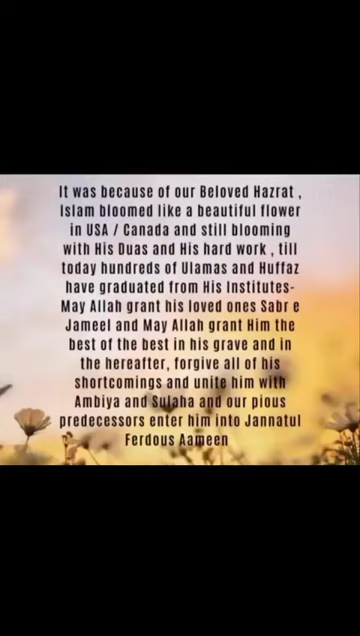 It was because of our Beloved Hazrat ,
Islam bloomed like a beautiful flower
in USA / Canada and still blooming
with His Duas and His hard work , till
today hundreds of Ulamas and Huffaz
have graduated from His Institutes-
May Allah grant his loved ones Sabr e
Jameel and May Allah grant Him the
best of the best in his grave and in
the hereafter, forgive all of his
shortcomings and unite him with
Ambiya and Sulaha and our pious
predecessors enter him into Jannatul
Ferdous Aameen